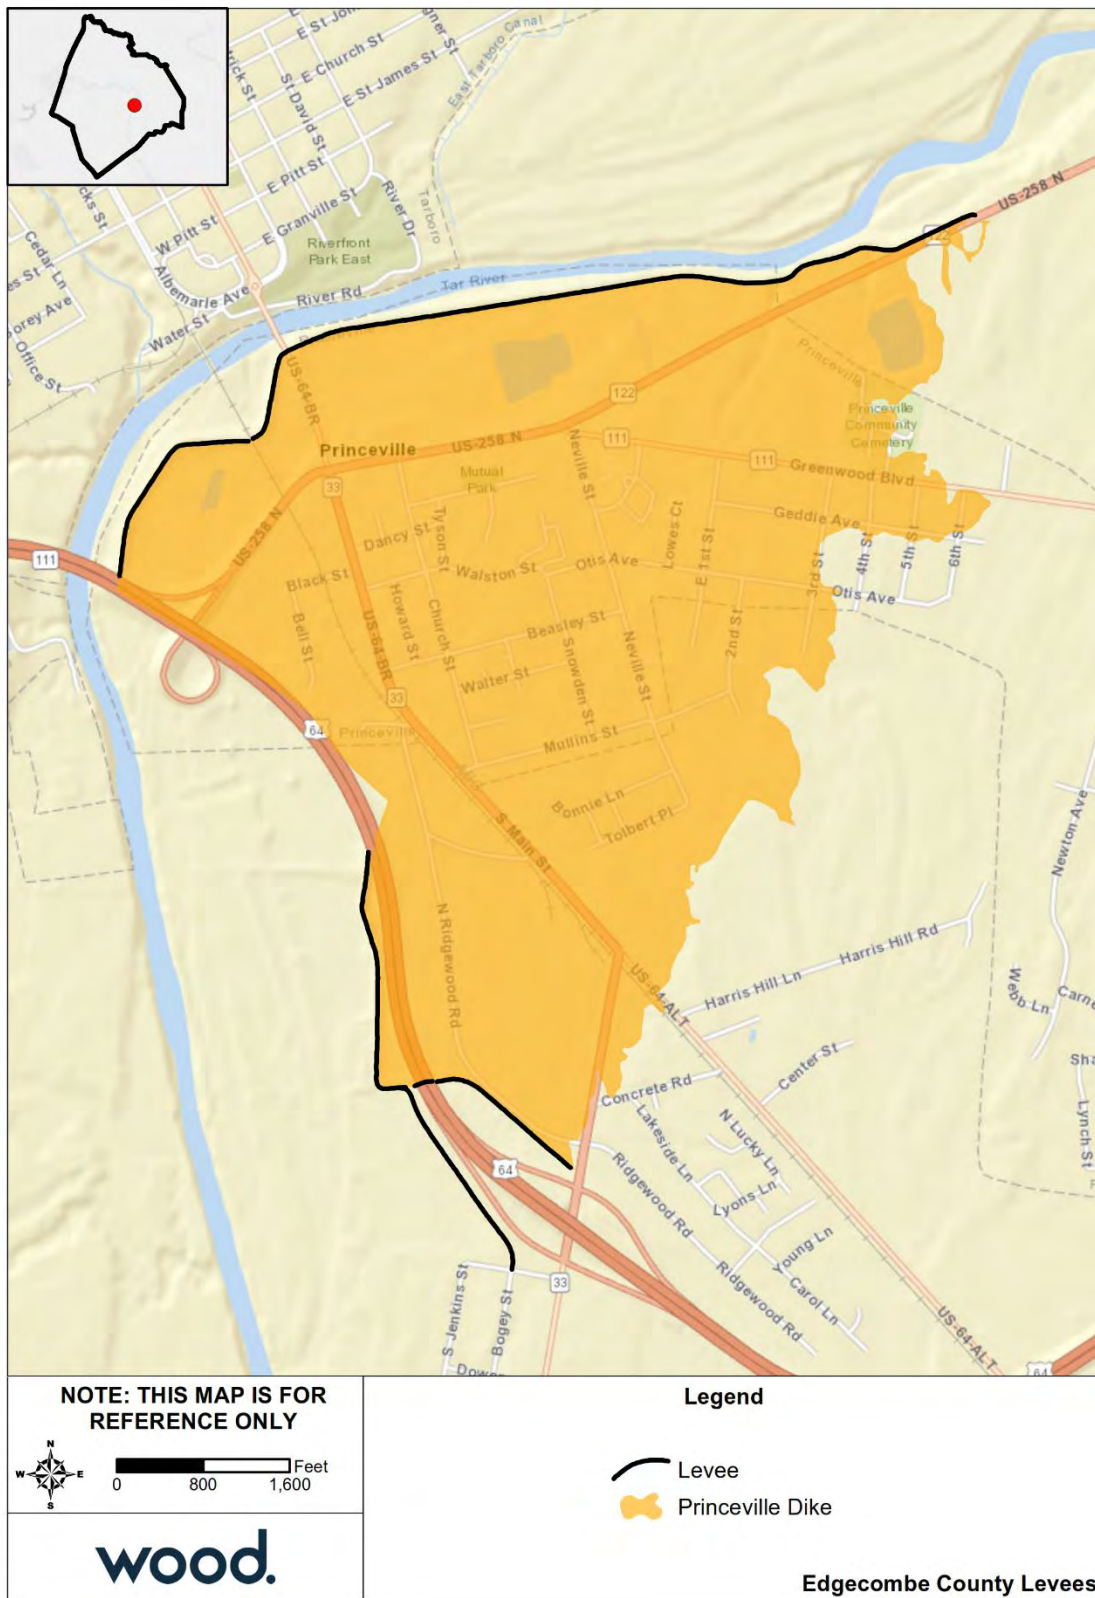 E St John
E Church St
E St James St
East Tarboro Canal
St David St
E Pitt St
W Pitt St
E Granville St
River Dr
Tarboro
Cedar Ln
Albemarle Ave
Riverfront
Park East
River Rd
Water St
Office St
Tar River
US-258 N
122
US-64-BR
122
Princeville
Princeville
Community
Cemetery
Princeville
US-258 N
111
111
Greenwood Blvd
33
Mutual
Park
Neville St
Geddie Ave
US-258 N
111
Dancy St
Tyson St
Lowes Ct
E 1st St
3rd St
4th St
5th St
6th St
Black St
Walston St
Otis Ave
Otis Ave
Howard St
Church St
Bell St
US-64-BR
Beasley St
2nd St
Walter St
Snowden St
Neville St
33
64
Princeville
Mullins St
Bonnie Ln
Tolbert Pl
S Main St
Newton Ave
N Ridgewood Rd
Harris Hill Rd
US-64-ALT
Harris Hill Ln
Webb Ln
Center St
Concrete Rd
Lynch St
Lakeside Ln
N Lucky Ln
64
Ridgewood Rd
Lyons Ln
Young Ln
33
Ridgewood Rd
Carol Ln
S Jenkins St
Bogey St
US-64-ALT
64
NOTE: THIS MAP IS FOR
REFERENCE ONLY
N
W E
S
Feet
0 800 1,600
wood.
Legend
Levee
Princeville Dike
Edgecombe County Levees